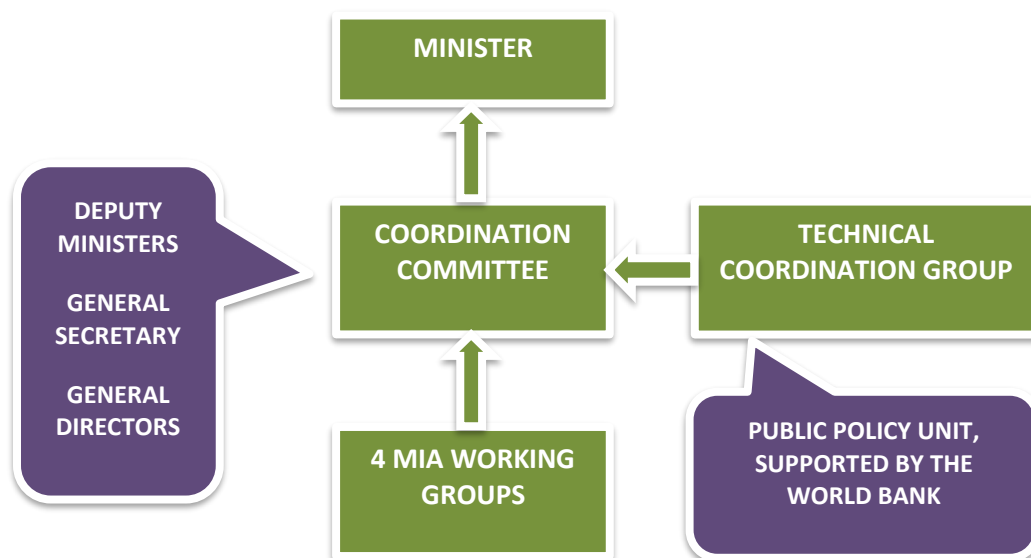 MINISTER
DEPUTY
MINISTERS
GENERAL
SECRETARY
GENERAL
DIRECTORS
COORDINATION
COMMITTEE
TECHNICAL
COORDINATION GROUP
4 MIA WORKING
GROUPS
PUBLIC POLICY UNIT,
SUPPORTED BY THE
WORLD BANK